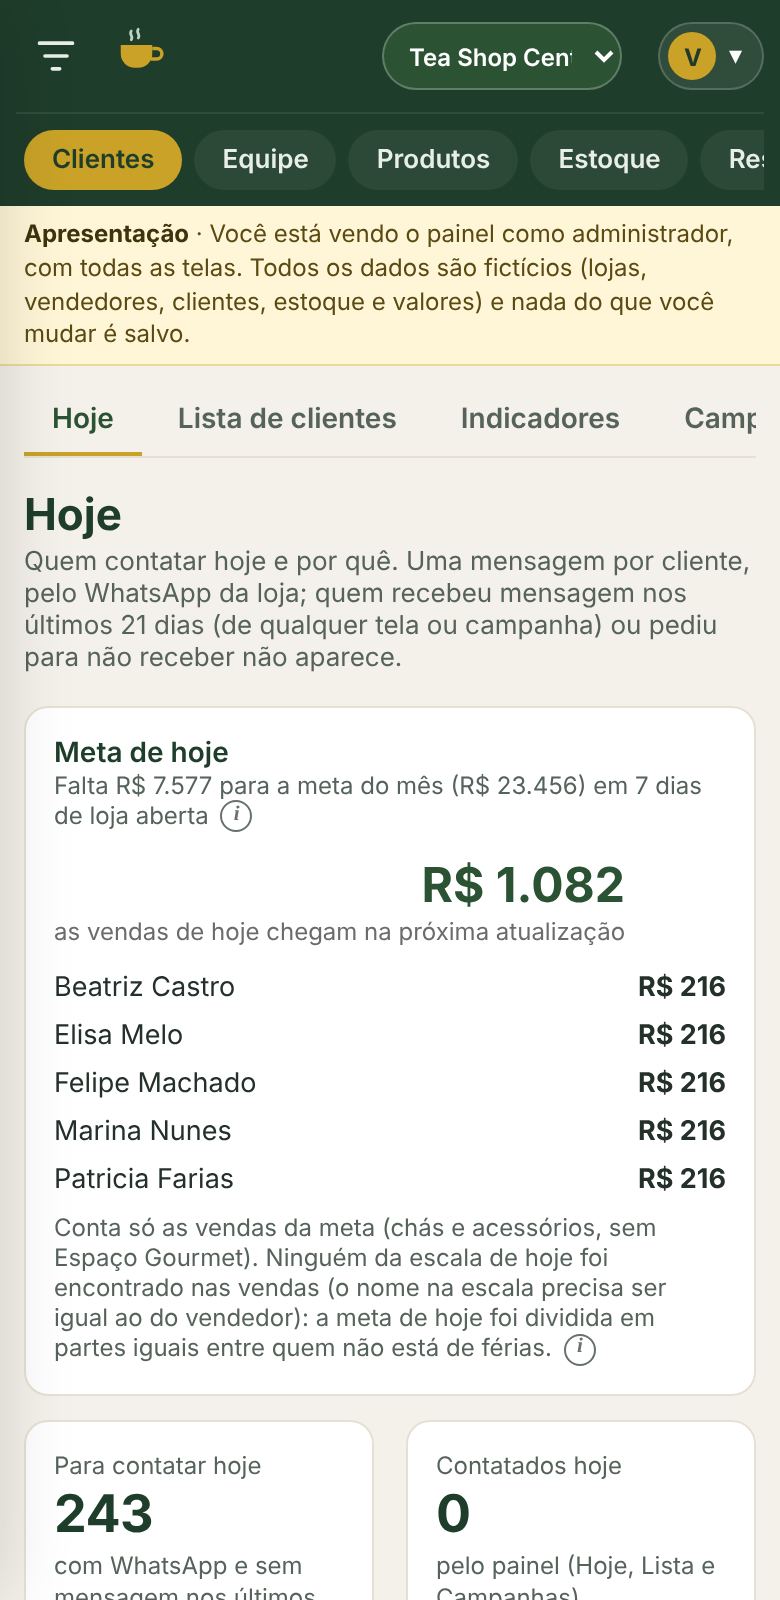 Tea Shop Cent
V ▼
Clientes Equipe Produtos Estoque Res
Apresentação · Você está vendo o painel como administrador,
com todas as telas. Todos os dados são fictícios (lojas,
vendedores, clientes, estoque e valores) e nada do que você
mudar é salvo.
Hoje Lista de clientes Indicadores Camp
Hoje
Quem contatar hoje e por quê. Uma mensagem por cliente,
pelo WhatsApp da loja; quem recebeu mensagem nos
últimos 21 dias (de qualquer tela ou campanha) ou pediu
para não receber não aparece.
Meta de hoje
Falta R$ 7.577 para a meta do mês (R$ 23.456) em 7 dias
de loja aberta i
R$ 1.082
as vendas de hoje chegam na próxima atualização
Beatriz Castro R$ 216
Elisa Melo R$ 216
Felipe Machado R$ 216
Marina Nunes R$ 216
Patricia Farias R$ 216
Conta só as vendas da meta (chás e acessórios, sem
Espaço Gourmet). Ninguém da escala de hoje foi
encontrado nas vendas (o nome na escala precisa ser
igual ao do vendedor): a meta de hoje foi dividida em
partes iguais entre quem não está de férias. i
Para contatar hoje
243
com WhatsApp e sem
mensagem nos últimos
Contatados hoje
0
pelo painel (Hoje, Lista e
Campanhas)